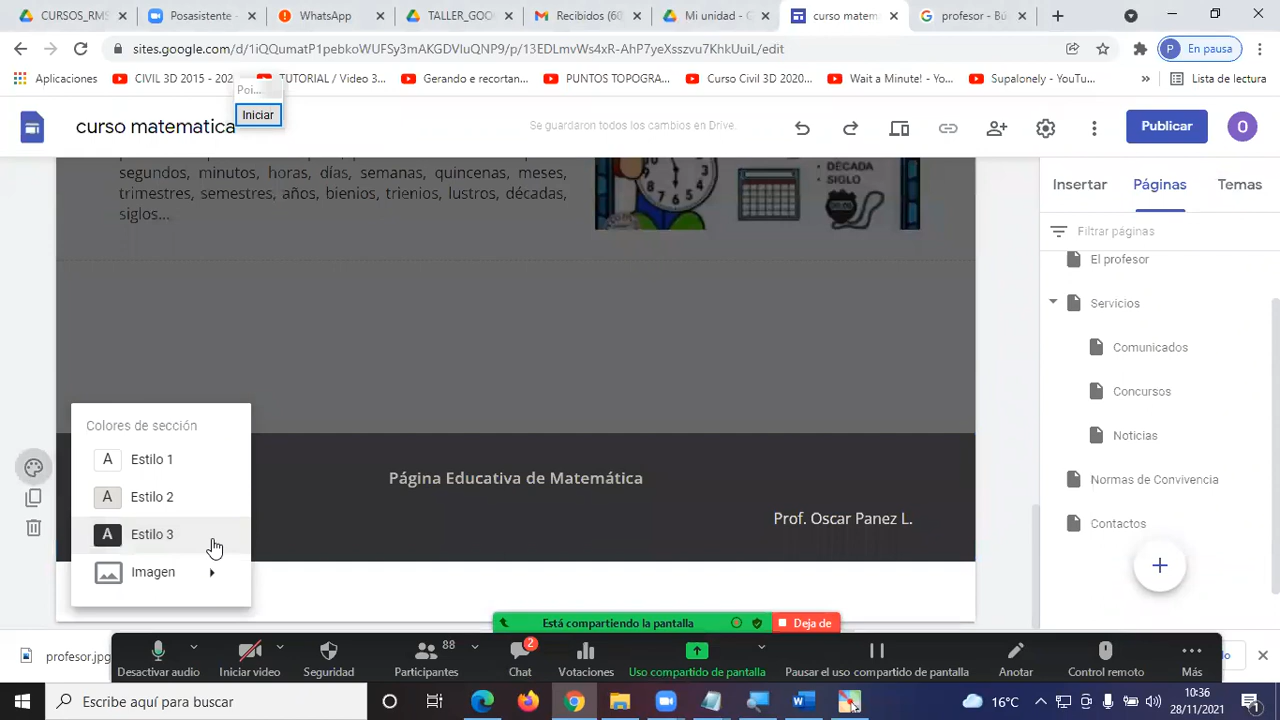 CURSOS_RMS
Posasistente
WhatsApp
TALLER_GOO
Recibidos (60
Mi unidad - G
curso matem
profesor - Bú
sites.google.com/d/1iQQumatP1pebkoWUFSy3mAKGDVluQNP9/p/13EDLmvWs4xR-AhP7yeXsszvu7KhkUuiL/edit
P
En pausa
Aplicaciones
CIVIL 3D 2015 - 202
TUTORIAL / Video 3...
Gerando e recortan...
PUNTOS TOPOGRA...
Curso Civil 3D 2020...
Wait a Minute! - Yo...
Supalonely - YouTu...
»
Lista de lectura
Poi...
Iniciar
curso matematica
Se guardaron todos los cambios en Drive.
Publicar
O
segundos, minutos, horas, días, semanas, quincenas, meses,
trimestres, semestres, años, bienios, trienios, lustros, décadas,
siglos...
• DÉCADA
• SIGLO
Insertar
Páginas
Temas
Filtrar páginas
El profesor
Servicios
Comunicados
Concursos
Noticias
Normas de Convivencia
Contactos
Colores de sección
A Estilo 1
A Estilo 2
A Estilo 3
Imagen
Página Educativa de Matemática
Prof. Oscar Panez L.
Está compartiendo la pantalla
Deja de
profesor.jpg
Desactivar audio
Iniciar video
Seguridad
88
Participantes
2
Chat
Votaciones
Uso compartido de pantalla
Pausar el uso compartido de pantalla
Anotar
Control remoto
Más
Escribe aquí para buscar
16°C
10:36
28/11/2021
1